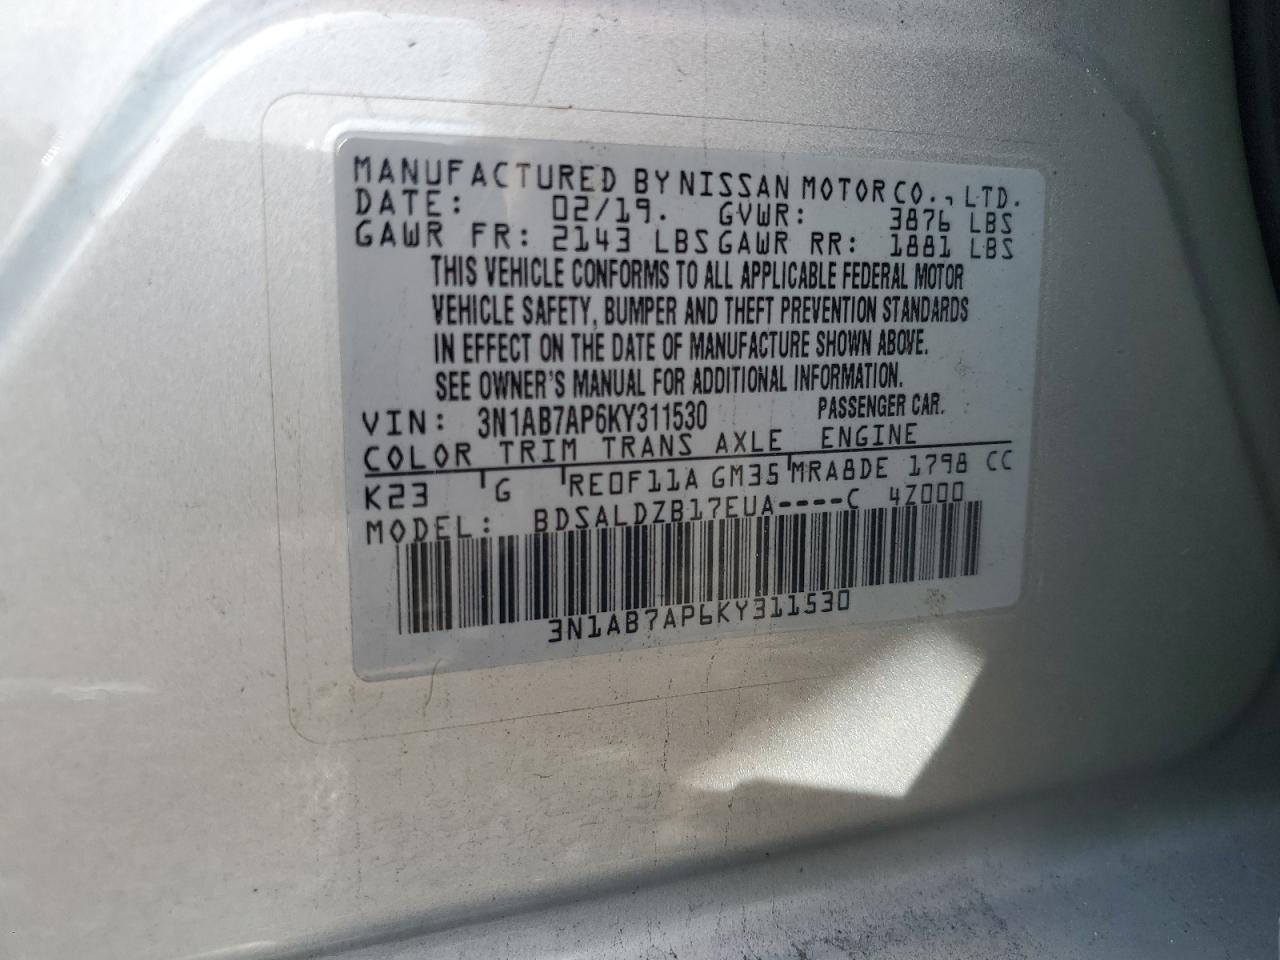 MANUFACTURED BY NISSAN MOTOR CO., LTD.
DATE: 02/19. GVWR: 3876 LBS
GAWR FR: 2143 LBS GAWR RR: 1881 LBS
THIS VEHICLE CONFORMS TO ALL APPLICABLE FEDERAL MOTOR
VEHICLE SAFETY, BUMPER AND THEFT PREVENTION STANDARDS
IN EFFECT ON THE DATE OF MANUFACTURE SHOWN ABOVE.
SEE OWNER'S MANUAL FOR ADDITIONAL INFORMATION.
VIN: 3N1AB7AP6KY311530 PASSENGER CAR.
COLOR TRIM TRANS AXLE ENGINE
K23 G RE0F11A GM35 MRA8DE 1798 CC
MODEL: BDSALDZB17EUA----C 4Z000
3N1AB7AP6KY311530